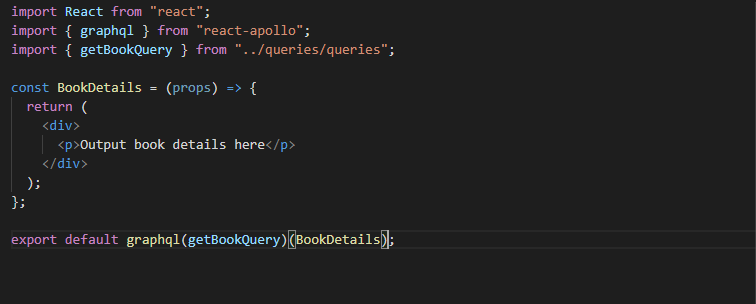 import React from "react";
import { graphql } from "react-apollo";
import { getBookQuery } from "../queries/queries";
const BookDetails = (props) => {
return (
<div>
<p>Output book details here</p>
</div>
);
};
export default graphql(getBookQuery)(BookDetails);